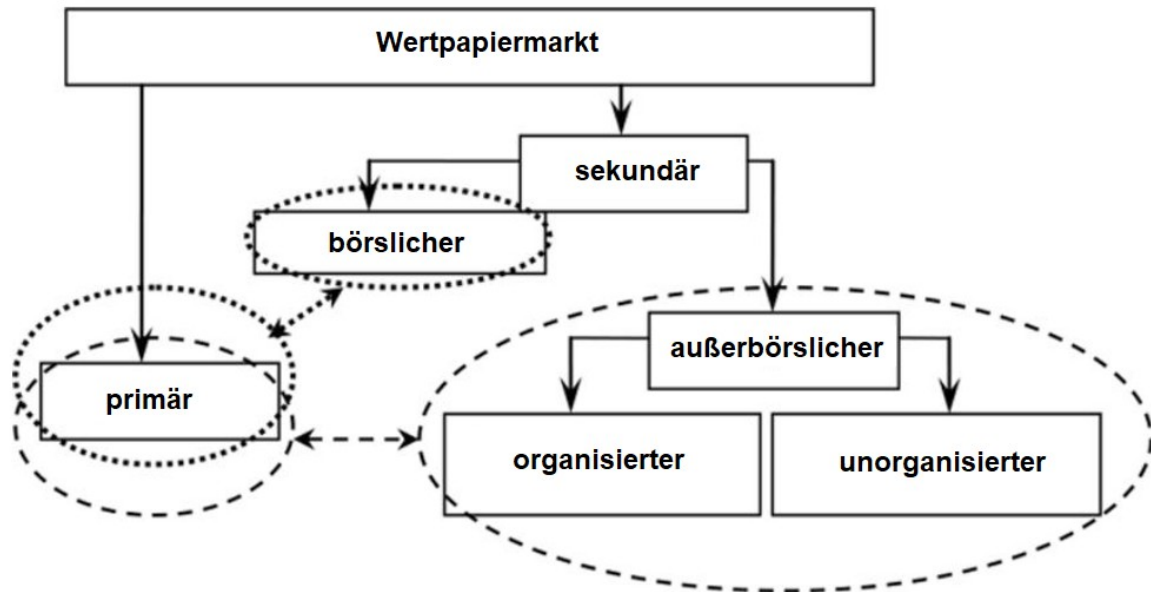 Wertpapiermarkt
sekundär
börslicher
außerbörslicher
primär
organisierter
unorganisierter